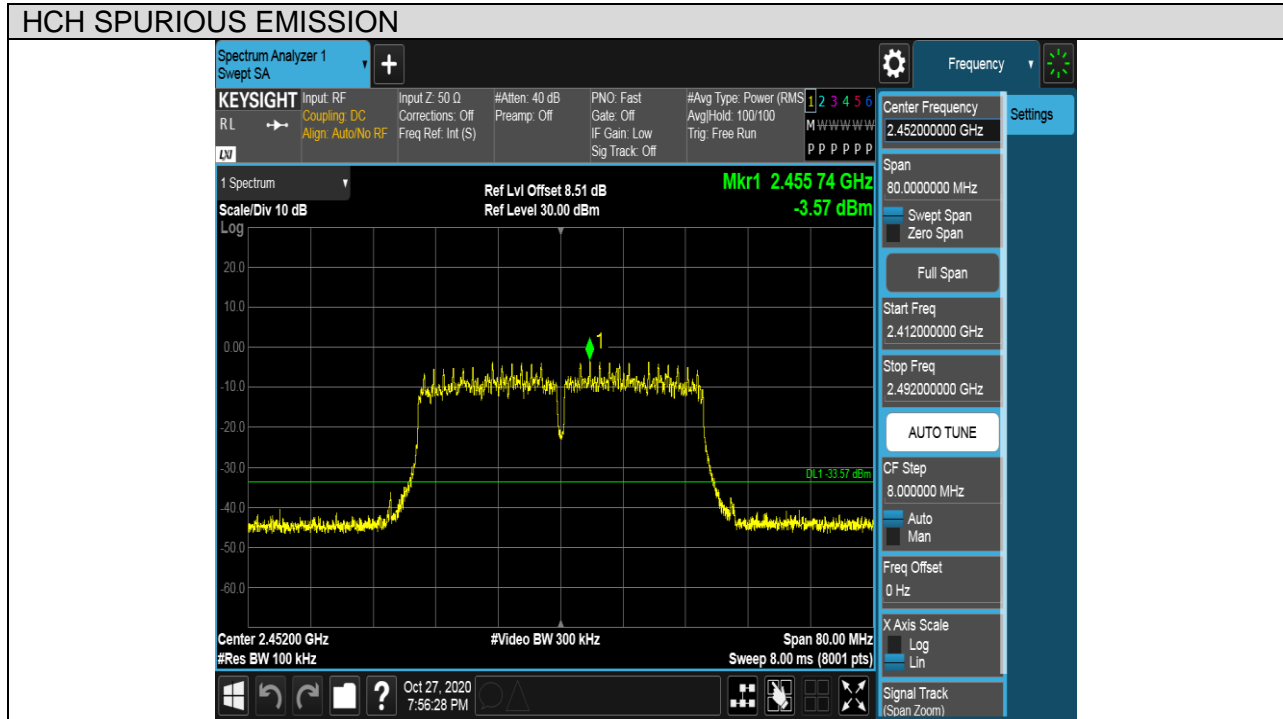 HCH SPURIOUS EMISSION
Spectrum Analyzer 1
Swept SA
Frequency
KEYSIGHT
RL
LXI
Input: RF
Coupling: DC
Align: Auto/No RF
Input Z: 50 Ω
Corrections: Off
Freq Ref: Int (S)
#Atten: 40 dB
Preamp: Off
PNO: Fast
Gate: Off
IF Gain: Low
Sig Track: Off
#Avg Type: Power (RMS
Avg|Hold: 100/100
Trig: Free Run
1 2 3 4 5 6
M W W W W W
P P P P P P
1 Spectrum
Scale/Div 10 dB
Ref Lvl Offset 8.51 dB
Ref Level 30.00 dBm
Mkr1 2.455 74 GHz
-3.57 dBm
Log
20.0
10.0
0.00
-10.0
-20.0
-30.0
-40.0
-50.0
-60.0
1
DL1 -33.57 dBm
Center 2.45200 GHz
#Res BW 100 kHz
#Video BW 300 kHz
Span 80.00 MHz
Sweep 8.00 ms (8001 pts)
Oct 27, 2020
7:56:28 PM
?
Center Frequency
2.452000000 GHz
Settings
Span
80.0000000 MHz
Swept Span
Zero Span
Full Span
Start Freq
2.412000000 GHz
Stop Freq
2.492000000 GHz
AUTO TUNE
CF Step
8.000000 MHz
Auto
Man
Freq Offset
0 Hz
X Axis Scale
Log
Lin
Signal Track
(Span Zoom)